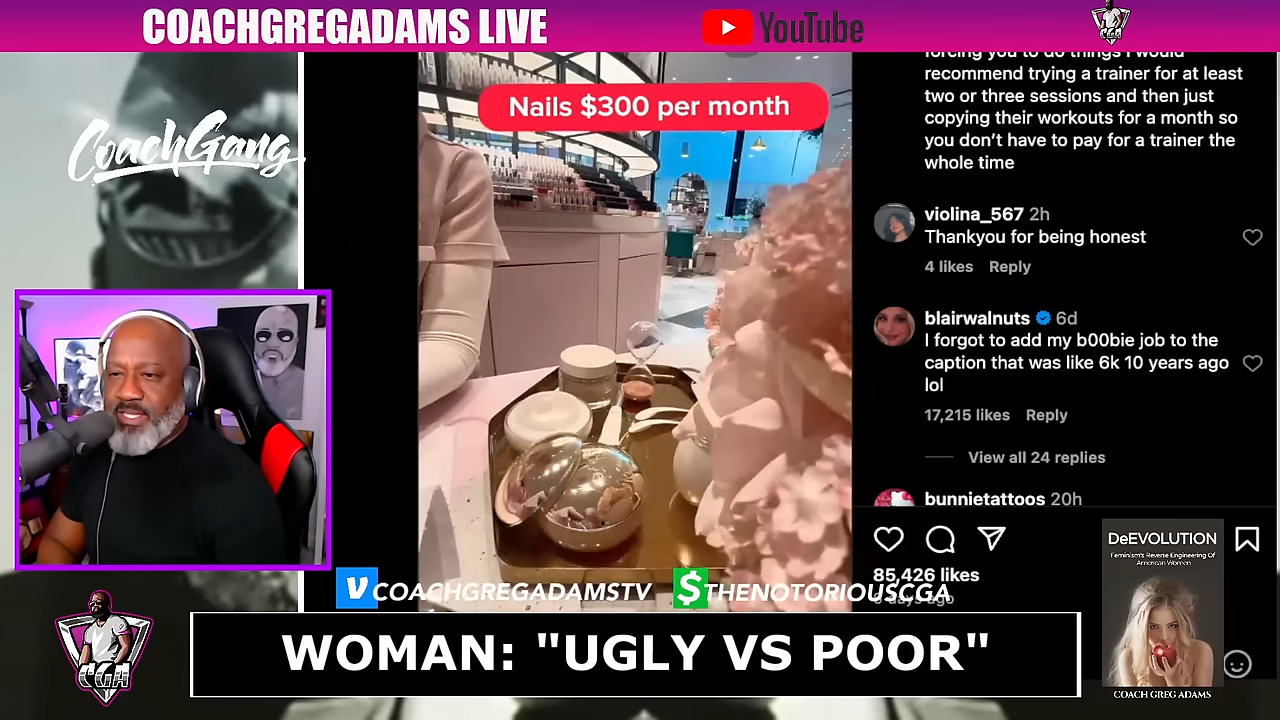 COACHGREGADAMS LIVE
YouTube
CGA
CoachGang
Nails $300 per month
forcing you to do things I would
recommend trying a trainer for at least
two or three sessions and then just
copying their workouts for a month so
you don't have to pay for a trainer the
whole time
violina_567 2h
Thankyou for being honest
4 likes Reply
blairwalnuts 6d
I forgot to add my b00bie job to the
caption that was like 6k 10 years ago
lol
17,215 likes Reply
View all 24 replies
bunnietattoos 20h
85,426 likes
6 days ago
V COACHGREGADAMSTV
$ THENOTORIOUSCGA
DeEVOLUTION
Feminism's Reverse Engineering Of
American Women
COACH GREG ADAMS
CGA
WOMAN: "UGLY VS POOR"